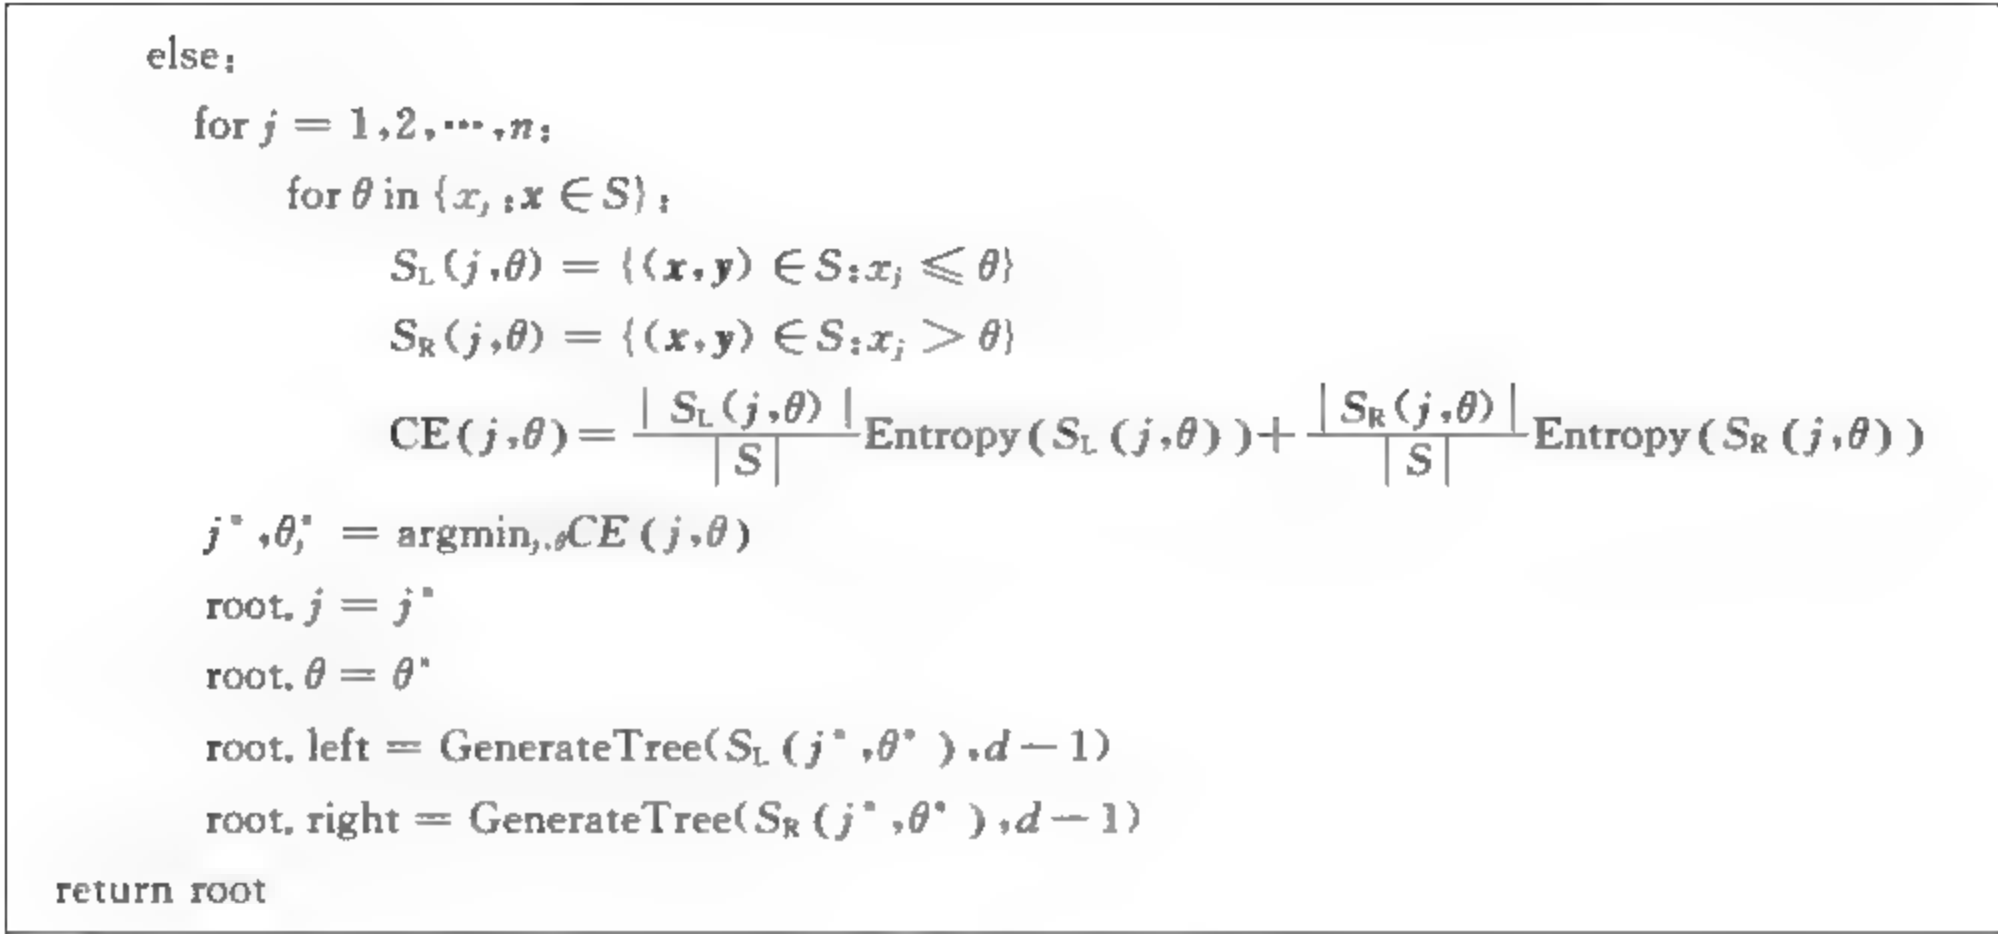 else:
for j = 1,2,⋯,n:
for θ in {x_j : x ∈ S}:
S_L(j,θ) = {(x,y) ∈ S: x_j ⩽ θ}
S_R(j,θ) = {(x,y) ∈ S: x_j > θ}
CE(j,θ) = |S_L(j,θ)|/|S| Entropy(S_L(j,θ)) + |S_R(j,θ)|/|S| Entropy(S_R(j,θ))
j*,θ_j* = argmin_{j,θ} CE(j,θ)
root. j = j*
root. θ = θ*
root. left = GenerateTree(S_L(j*,θ*),d−1)
root. right = GenerateTree(S_R(j*,θ*),d−1)
return root